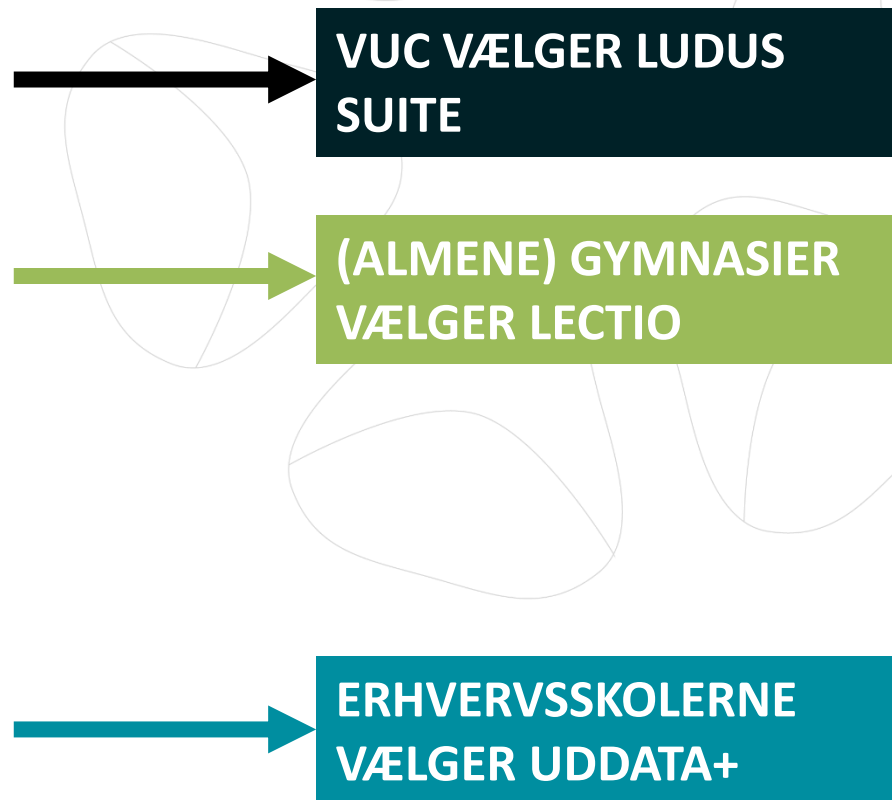 VUC VÆLGER LUDUS
SUITE
(ALMENE) GYMNASIER
VÆLGER LECTIO
ERHVERVSSKOLERNE
VÆLGER UDDATA+